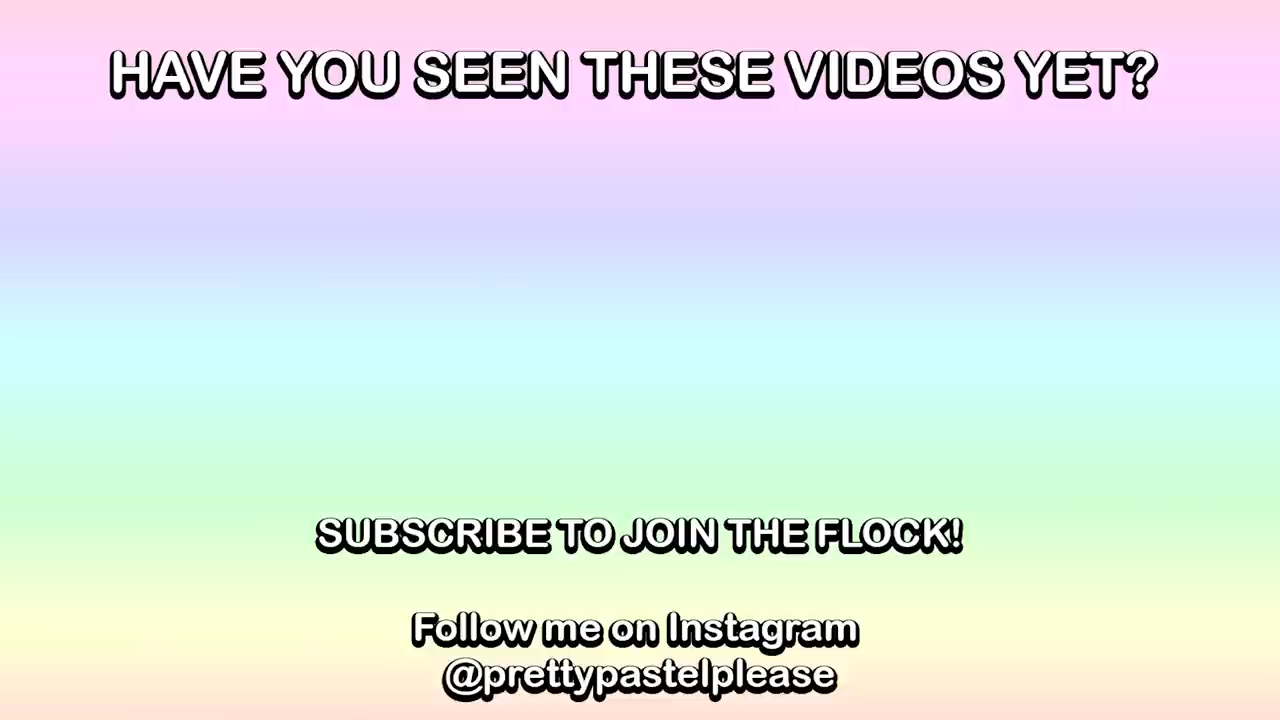 HAVE YOU SEEN THESE VIDEOS YET?
SUBSCRIBE TO JOIN THE FLOCK!
Follow me on Instagram
@prettypastelplease